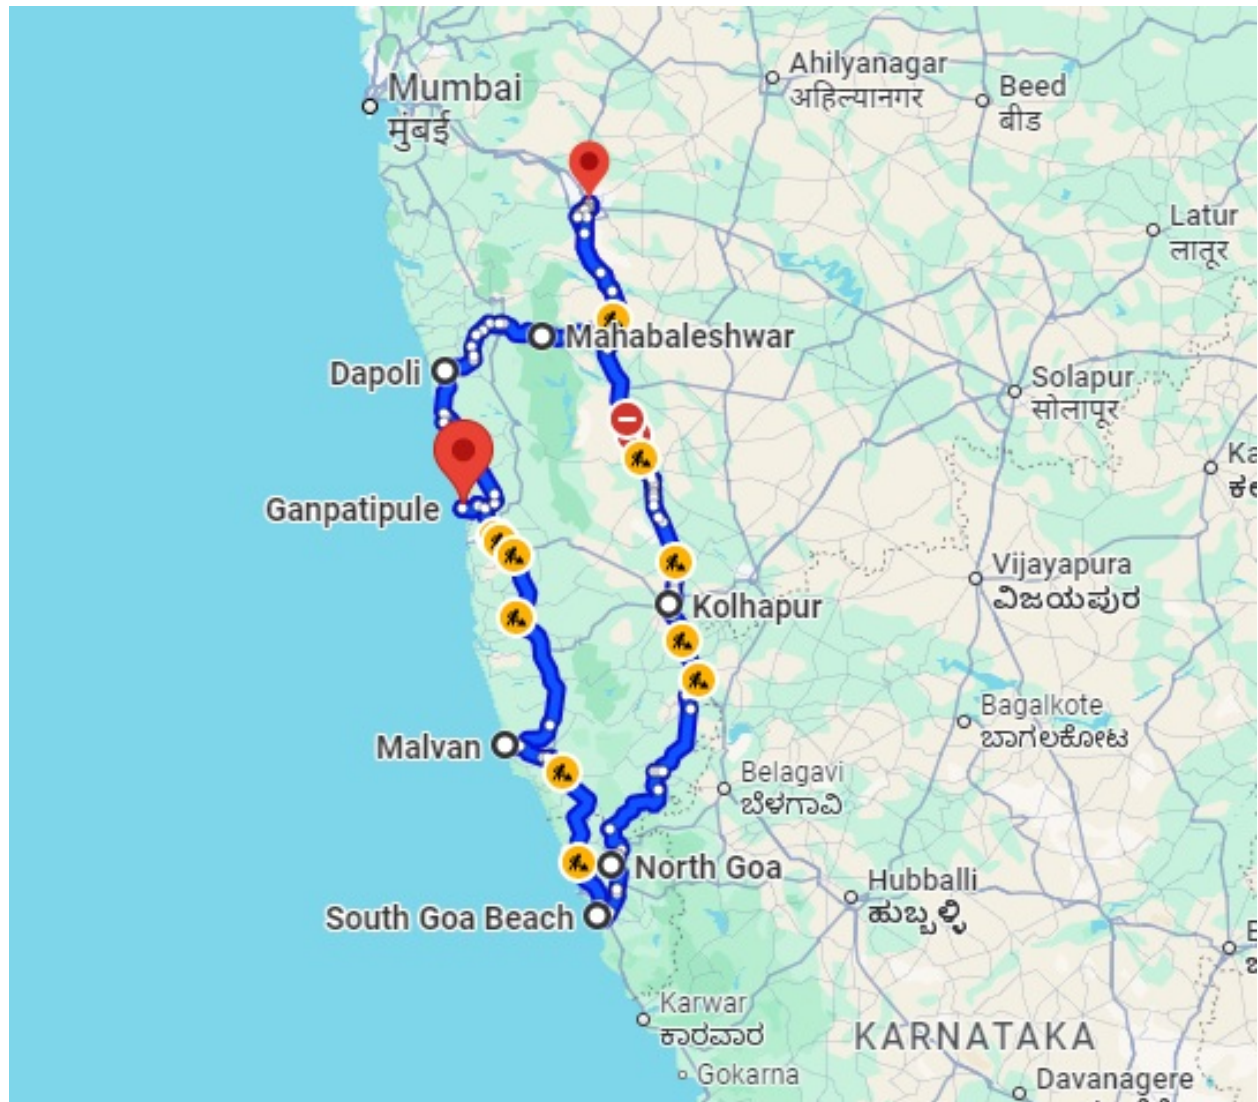 Mumbai
मुंबई
Ahilyanagar
अहिल्यानगर
Beed
बीड
Latur
लातूर
Mahabaleshwar
Dapoli
Solapur
सोलापूर
Ganpatipule
Vijayapura
ವಿಜಯಪುರ
Kolhapur
Bagalkote
ಬಾಗಲಕೋಟ
Malvan
Belagavi
ಬೆಳಗಾವಿ
North Goa
Hubballi
ಹುಬ್ಬಳ್ಳಿ
South Goa Beach
Karwar
ಕಾರವಾರ
KARNATAKA
Gokarna
Davanagere